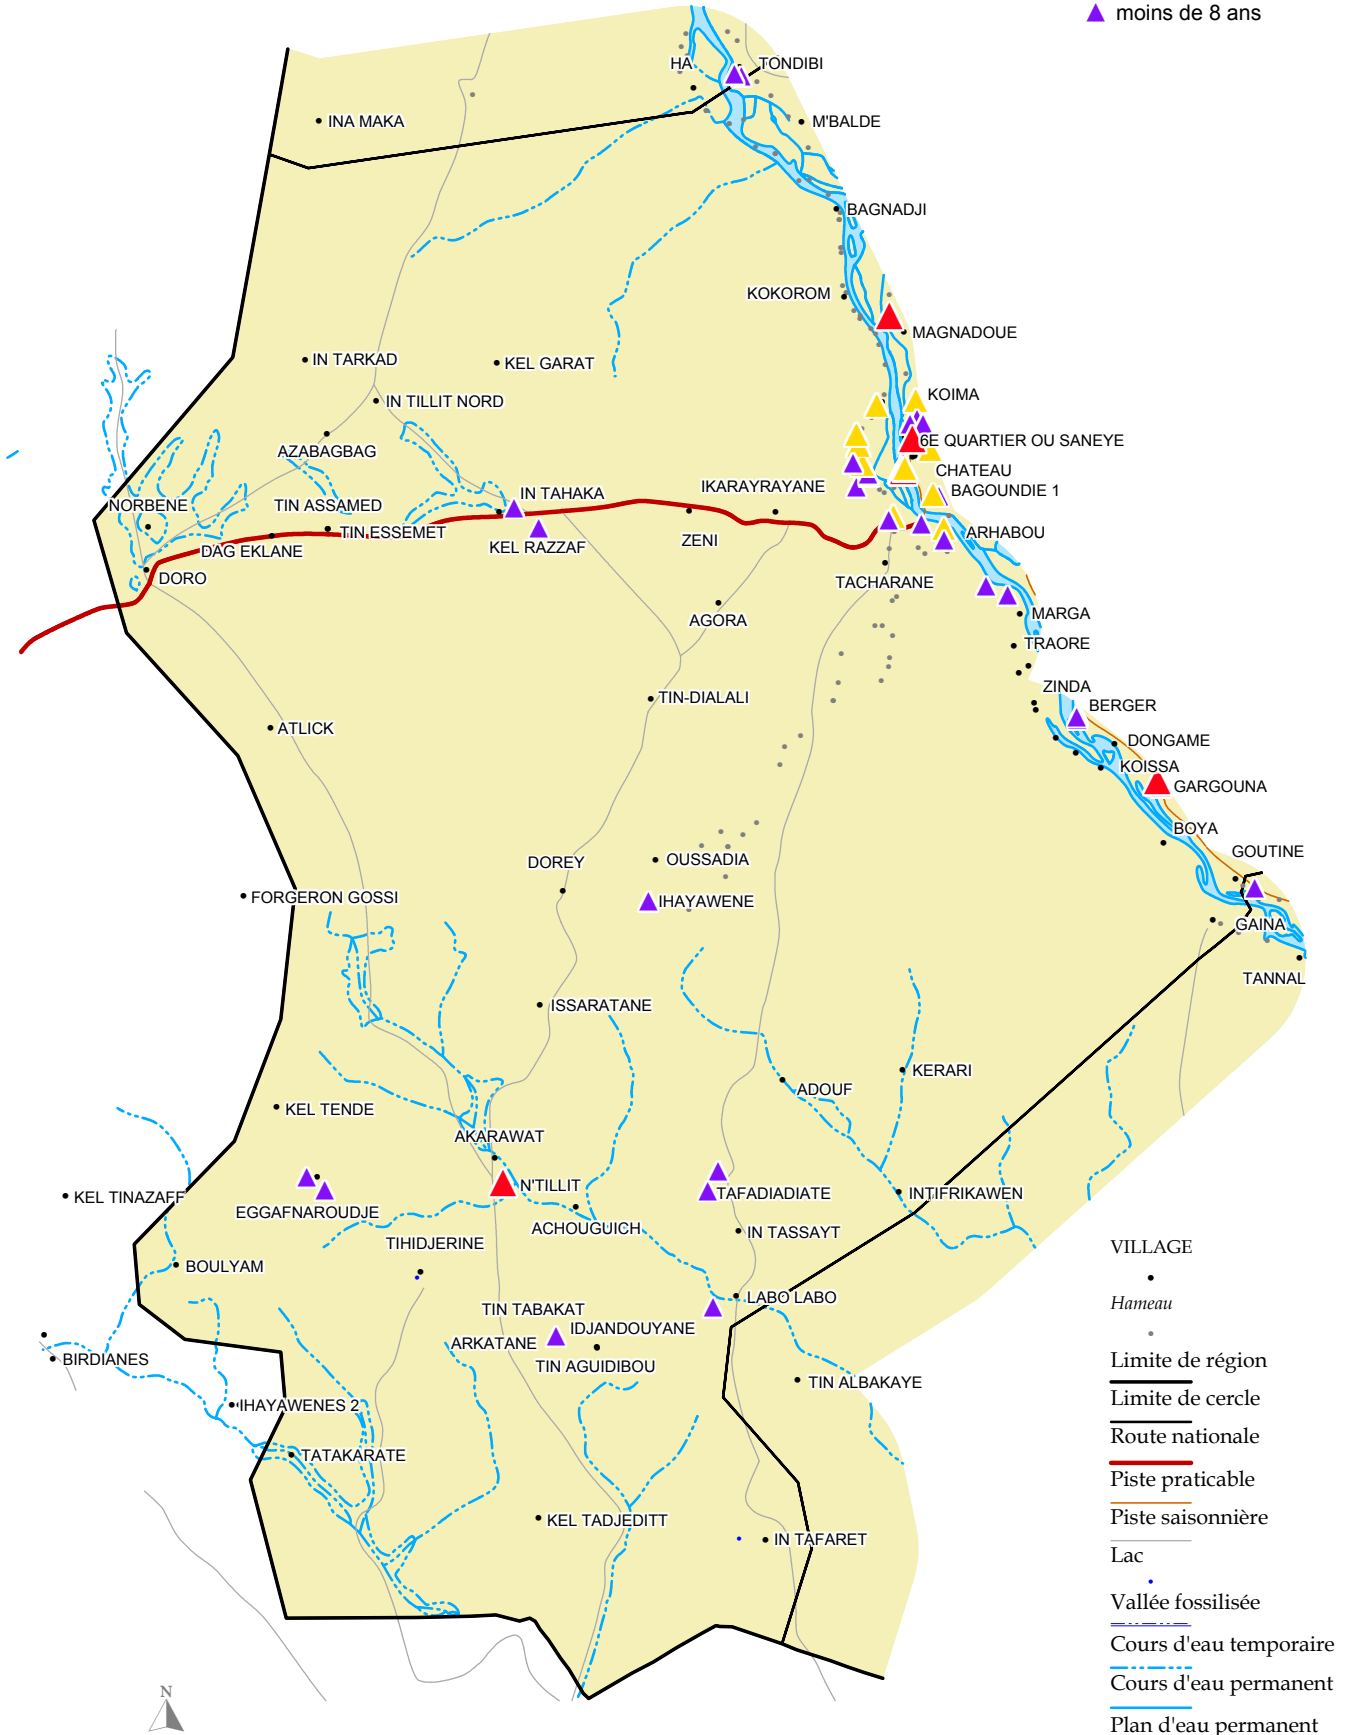 moins de 8 ans
HA
TONDIBI
INA MAKA
M'BALDE
BAGNADJI
KOKOROM
MAGNADOUE
IN TARKAD
KEL GARAT
KOIMA
IN TILLIT NORD
6E QUARTIER OU SANEYE
AZABAGBAG
CHATEAU
IKARAYRAYANE
BAGOUNDIE 1
IN TAHAKA
TIN ASSAMED
NORBENE
TIN ESSEMET
ARHABOU
ZENI
KEL RAZZAF
DAG EKLANE
DORO
TACHARANE
MARGA
AGORA
TRAORE
ZINDA
TIN-DIALALI
BERGER
ATLICK
DONGAME
KOISSA
GARGOUNA
BOYA
GOUTINE
DOREY
OUSSADIA
FORGERON GOSSI
IHAYAWENE
GAINA
TANNAL
ISSARATANE
KERARI
ADOUF
KEL TENDE
AKARAWAT
N'TILLIT
TAFADIADIATE
INTIFRIKAWEN
KEL TINAZAFF
EGGAFNAROUDJE
ACHOUGUICH
IN TASSAYT
TIHIDJERINE
VILLAGE
BOULYAM
LABO LABO
Hameau
TIN TABAKAT
IDJANDOUYANE
ARKATANE
BIRDIANES
TIN AGUIDIBOU
Limite de région
TIN ALBAKAYE
Limite de cercle
IHAYAWENES 2
Route nationale
TATAKARATE
Piste praticable
KEL TADJEDITT
Piste saisonnière
IN TAFARET
Lac
Vallée fossilisée
Cours d'eau temporaire
Cours d'eau permanent
N
Plan d'eau permanent